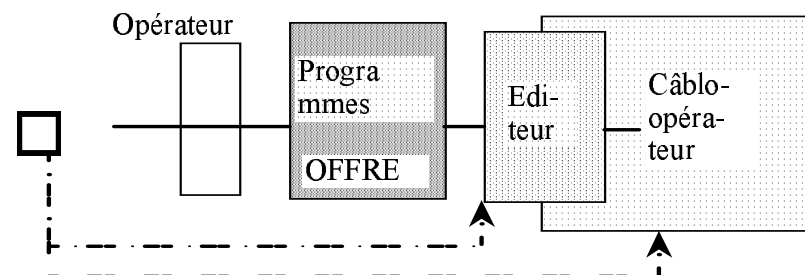 Opérateur
Progra
mmes
OFFRE
Edi-
teur
Câblo-
opéra-
teur